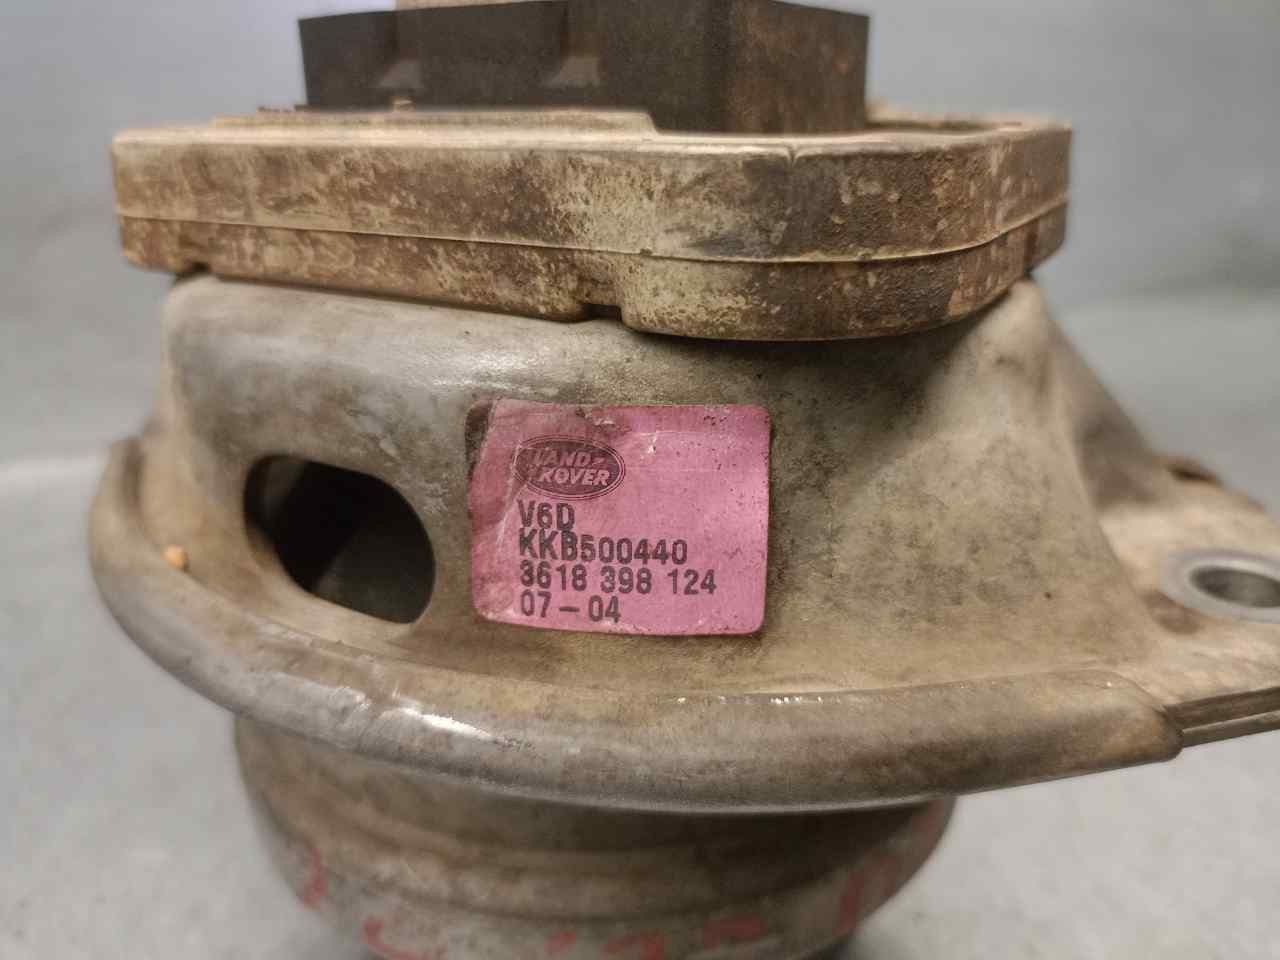 LAND
ROVER
V6D
KKB500440
3618 398 124
07-04